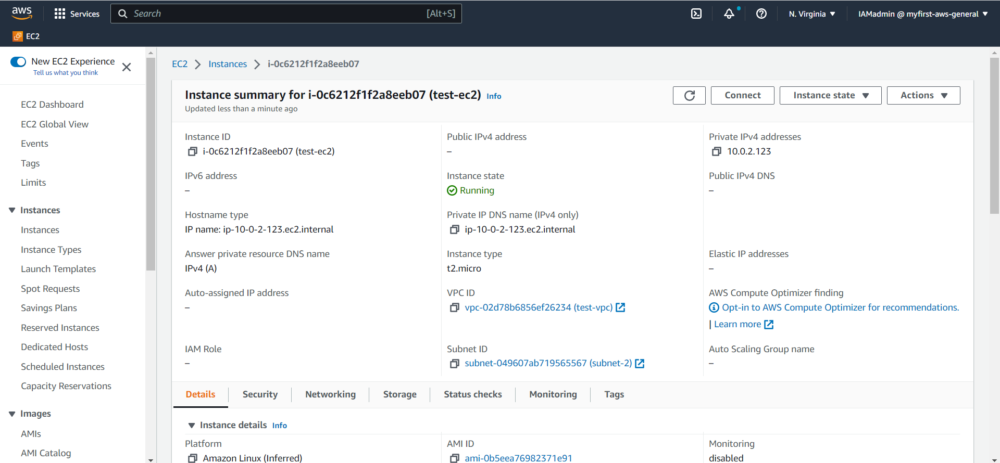 aws
Services
Search
[Alt+S]
N. Virginia
IAMadmin @ myfirst-aws-general
EC2
New EC2 Experience
Tell us what you think
EC2 Dashboard
EC2 Global View
Events
Tags
Limits
Instances
Instances
Instance Types
Launch Templates
Spot Requests
Savings Plans
Reserved Instances
Dedicated Hosts
Scheduled Instances
Capacity Reservations
Images
AMIs
AMI Catalog
EC2 > Instances > i-0c6212f1f2a8eeb07
Instance summary for i-0c6212f1f2a8eeb07 (test-ec2) Info
Updated less than a minute ago
Connect
Instance state
Actions
Instance ID
i-0c6212f1f2a8eeb07 (test-ec2)
Public IPv4 address
–
Private IPv4 addresses
10.0.2.123
IPv6 address
–
Instance state
Running
Public IPv4 DNS
–
Hostname type
IP name: ip-10-0-2-123.ec2.internal
Private IP DNS name (IPv4 only)
ip-10-0-2-123.ec2.internal
Answer private resource DNS name
IPv4 (A)
Instance type
t2.micro
Elastic IP addresses
–
Auto-assigned IP address
–
VPC ID
vpc-02d78b6856ef26234 (test-vpc)
AWS Compute Optimizer finding
Opt-in to AWS Compute Optimizer for recommendations.
| Learn more
IAM Role
–
Subnet ID
subnet-049607ab719565567 (subnet-2)
Auto Scaling Group name
–
Details
Security
Networking
Storage
Status checks
Monitoring
Tags
Instance details Info
Platform
Amazon Linux (Inferred)
AMI ID
ami-0b5eea76982371e91
Monitoring
disabled